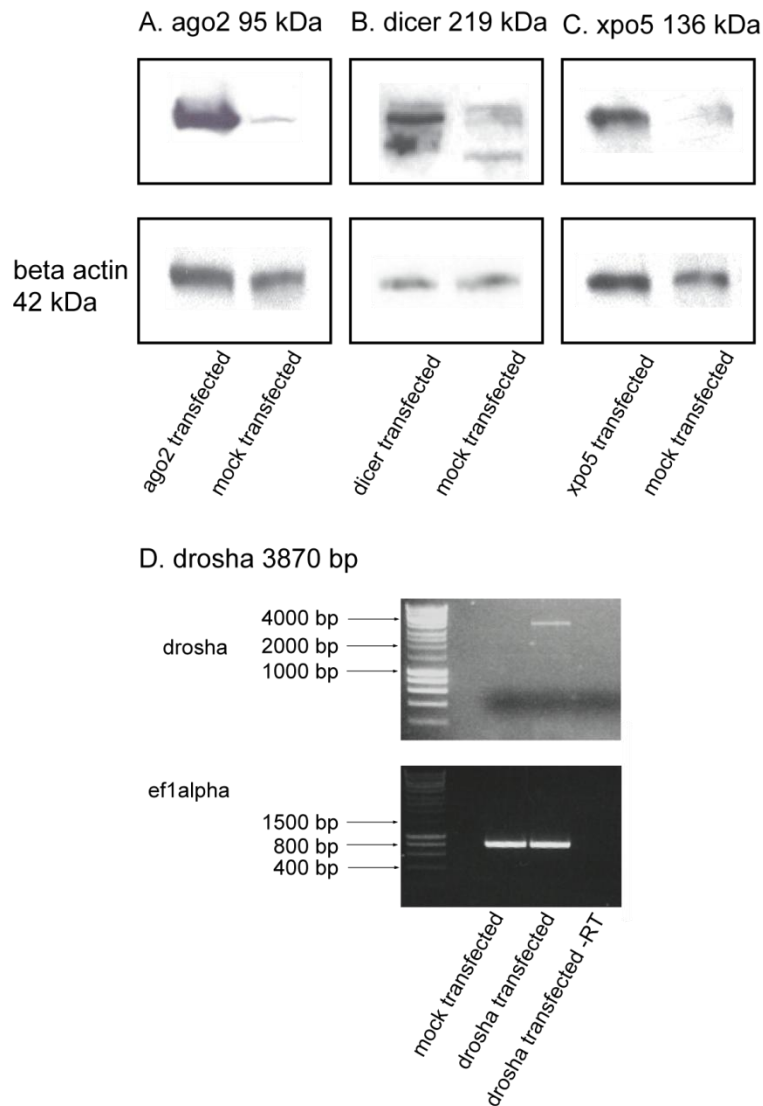 A. ago2 95 kDa
B. dicer 219 kDa
C. xpo5 136 kDa
beta actin
42 kDa
ago2 transfected
mock transfected
dicer transfected
mock transfected
xpo5 transfected
mock transfected
D. drosha 3870 bp
drosha
4000 bp
2000 bp
1000 bp
ef1alpha
1500 bp
800 bp
400 bp
mock transfected
drosha transfected
drosha transfected -RT